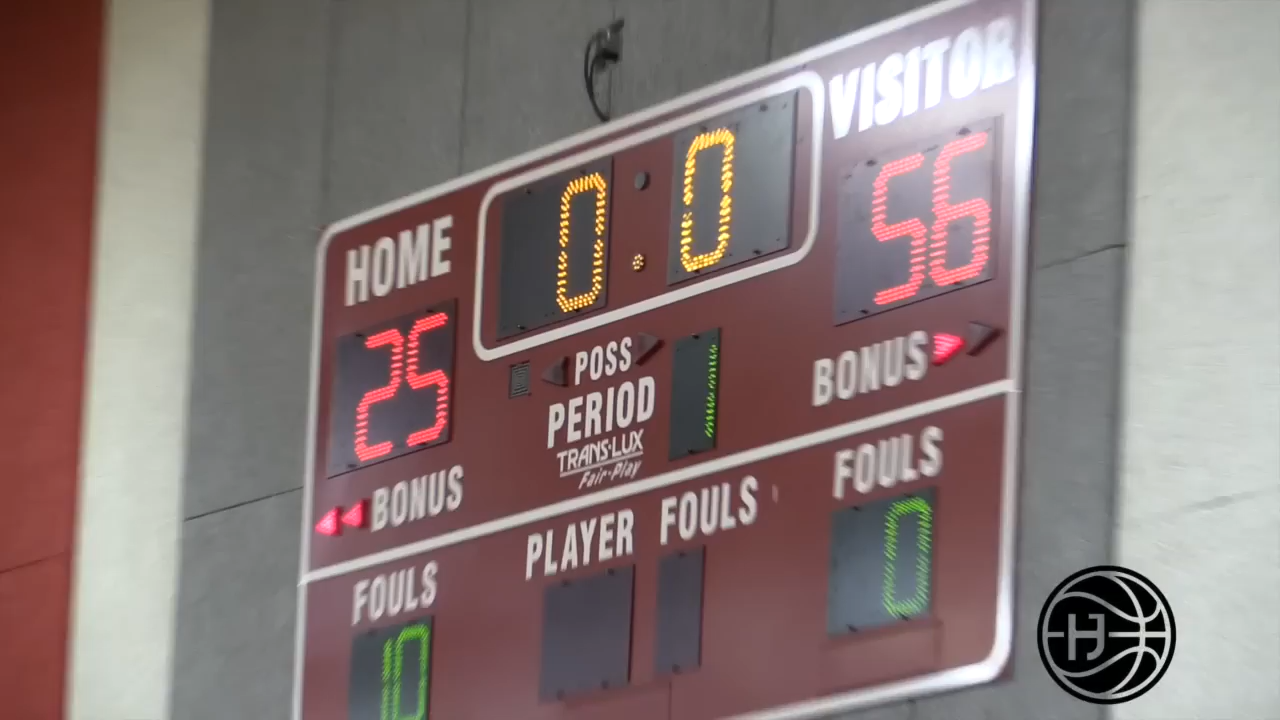 HOME
0.0
VISITOR
25
56
POSS
PERIOD
1
TRANS-LUX
Fair-Play
BONUS
BONUS
FOULS
PLAYER FOULS
FOULS
10
0
HJ